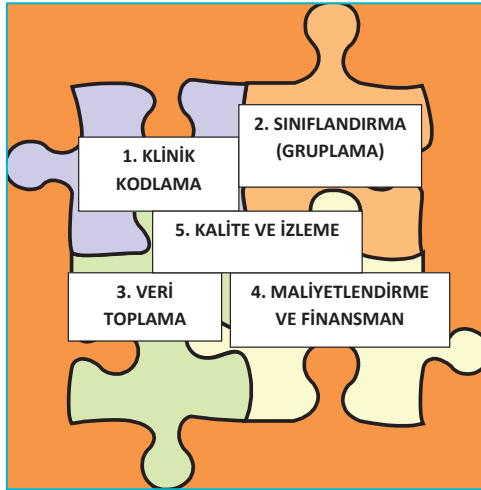 1. KLİNİK
KODLAMA
2. SINIFLANDIRMA
(GRUPLAMA)
5. KALİTE VE İZLEME
3. VERİ
TOPLAMA
4. MALİYETLENDİRME
VE FİNANSMAN